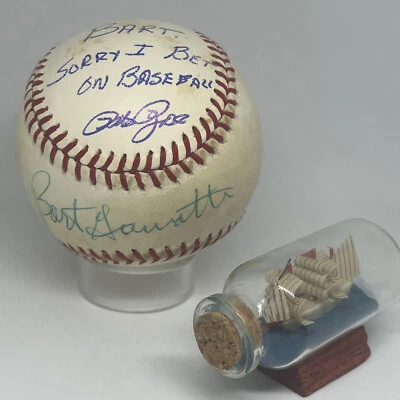 BART,
SORRY I BET
ON BASEBALL
Pete Rose
Bart Giamatti